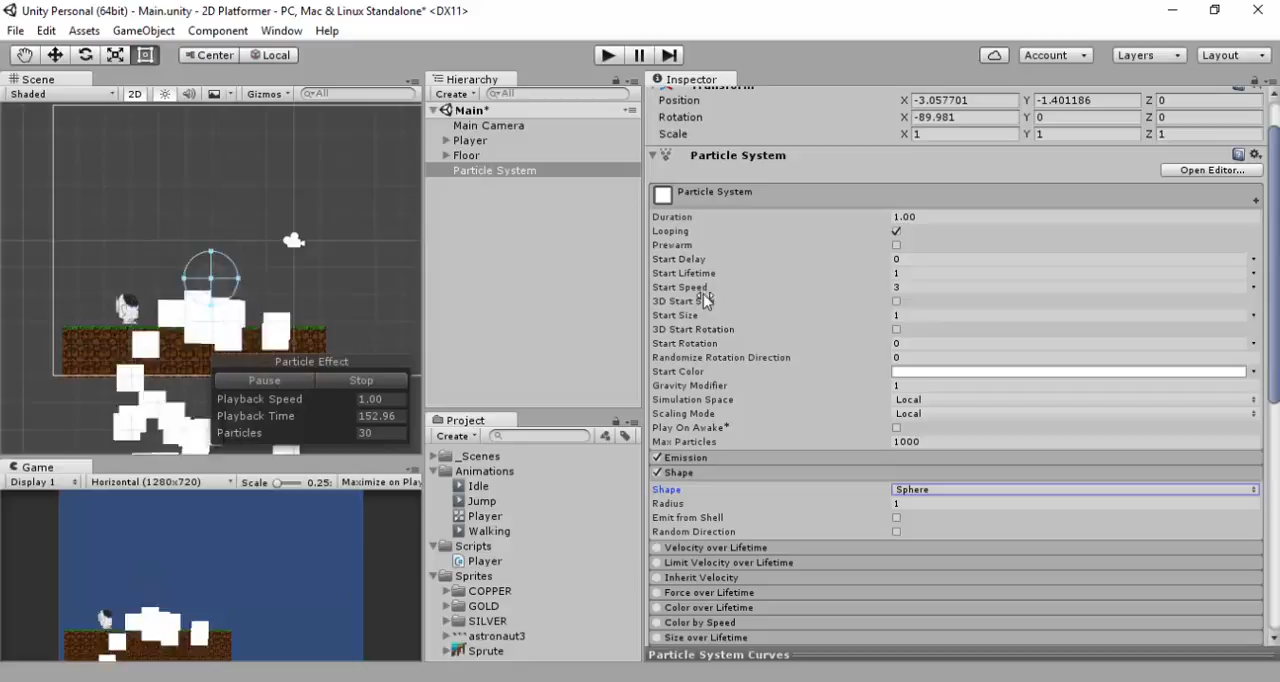 Unity Personal (64bit) - Main.unity - 2D Platformer - PC, Mac & Linux Standalone* <DX11>
File Edit Assets GameObject Component Window Help
Center Local Account Layers Layout
Scene
Shaded 2D Gizmos All
Particle Effect
Pause Stop
Playback Speed 1.00
Playback Time 152.96
Particles 30
Game
Display 1 Horizontal (1280x720) Scale 0.25: Maximize on Play
Hierarchy
Create All
Main*
Main Camera
Player
Floor
Particle System
Project
Create
_Scenes
Animations
Idle
Jump
Player
Walking
Scripts
Player
Sprites
COPPER
GOLD
SILVER
astronaut3
Sprute
Inspector
Position X -3.057701 Y -1.401186 Z 0
Rotation X -89.981 Y 0 Z 0
Scale X 1 Y 1 Z 1
Particle System
Open Editor...
Particle System
Duration 1.00
Looping
Prewarm
Start Delay 0
Start Lifetime 1
Start Speed 3
3D Start
Start Size 1
3D Start Rotation
Start Rotation 0
Randomize Rotation Direction 0
Start Color
Gravity Modifier 1
Simulation Space Local
Scaling Mode Local
Play On Awake*
Max Particles 1000
Emission
Shape
Shape Sphere
Radius 1
Emit from Shell
Random Direction
Velocity over Lifetime
Limit Velocity over Lifetime
Inherit Velocity
Force over Lifetime
Color over Lifetime
Color by Speed
Size over Lifetime
Particle System Curves